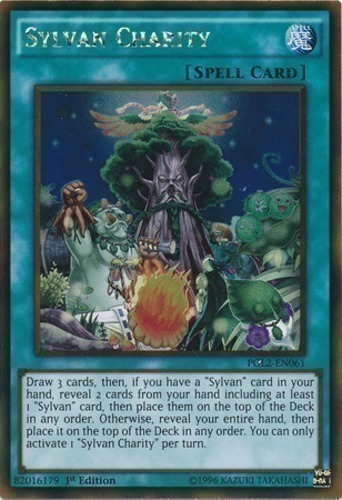 SYLVAN CHARITY
[SPELL CARD]
PGL2-EN061
Draw 3 cards, then, if you have a "Sylvan" card in your
hand, reveal 2 cards from your hand including at least
1 "Sylvan" card, then place them on the top of the Deck
in any order. Otherwise, reveal your entire hand, then
place it on the top of the Deck in any order. You can only
activate 1 "Sylvan Charity" per turn.
82016179 1st Edition ©1996 KAZUKI TAKAHASHI